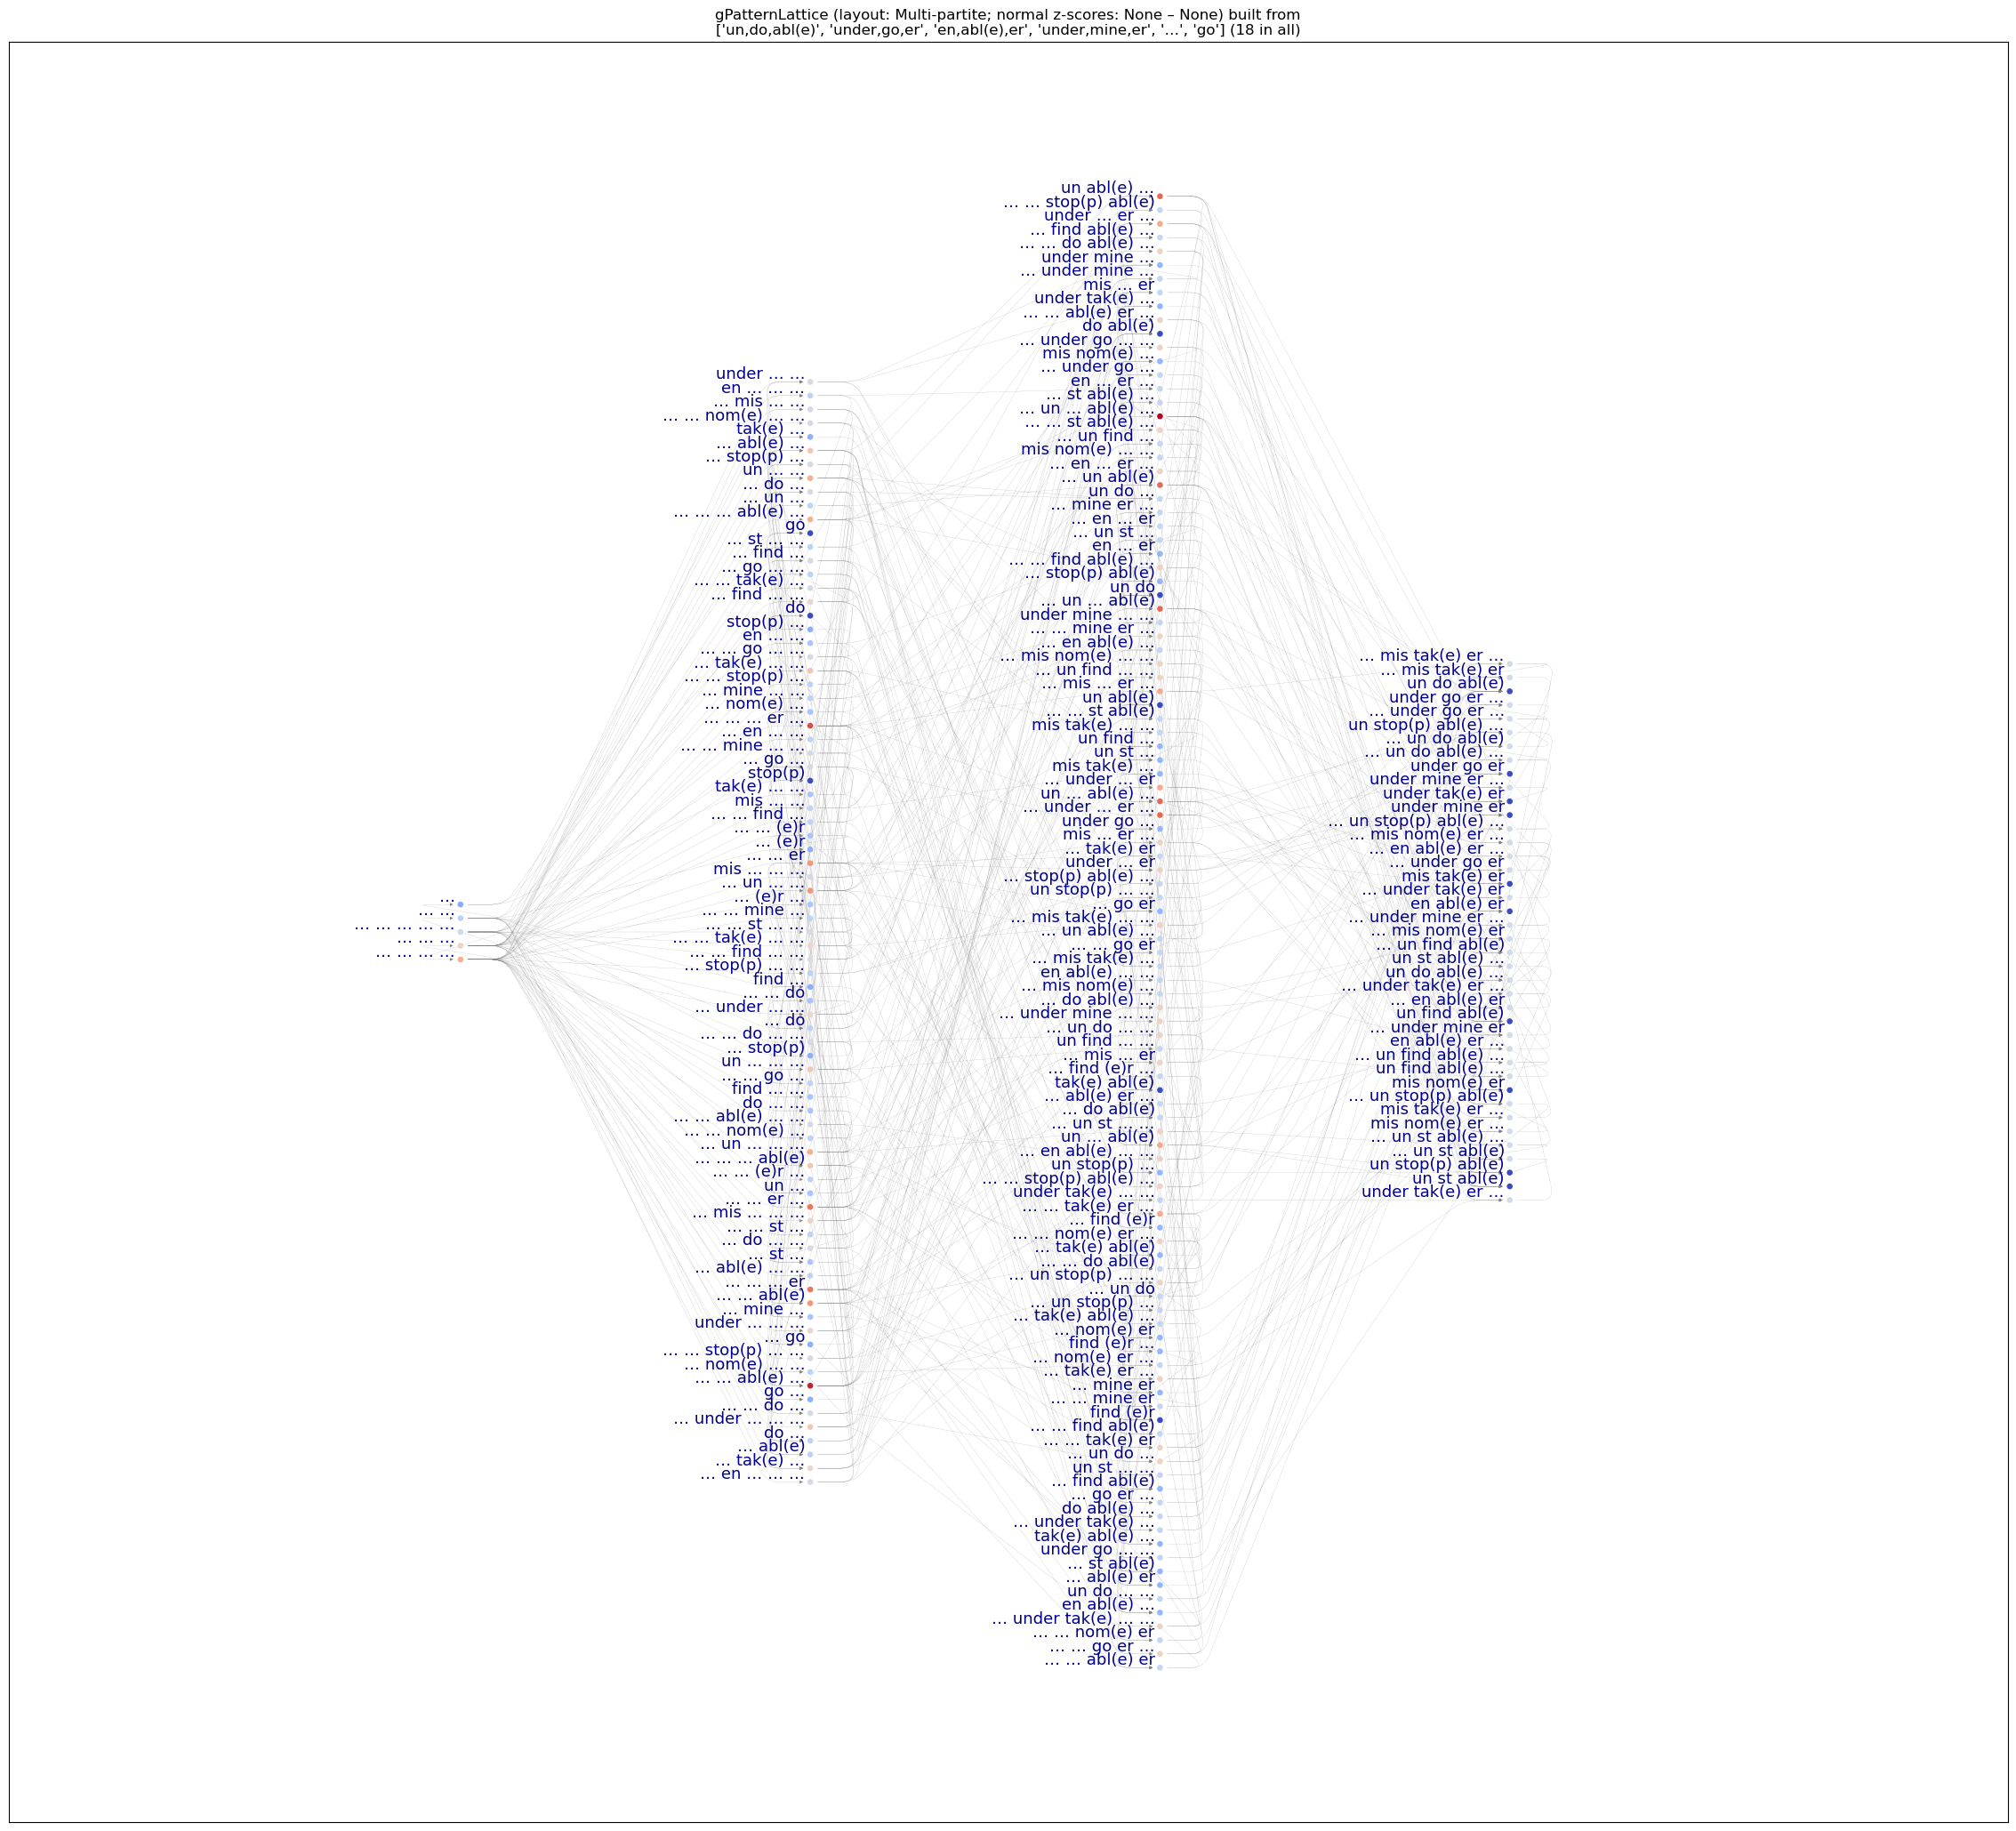 gPatternLattice (layout: Multi-partite; normal z-scores: None – None) built from
['un,do,abl(e)', 'under,go,er', 'en,abl(e),er', 'under,mine,er', '…', 'go'] (18 in all)
…
… …
… … … … …
… … …
… … … …
under … …
en … … …
… mis … …
… … nom(e) … …
tak(e) …
… abl(e) …
… stop(p) …
un … …
… do …
… un …
… … … abl(e) …
go
… st … …
… find …
… go … …
… … tak(e) …
… find … …
do
stop(p) …
en … …
… … go … …
… tak(e) … …
… … stop(p) …
… mine … …
… nom(e) …
… … … er …
… en … …
… … mine … …
… go …
stop(p)
tak(e) … …
mis … …
… … find …
… … (e)r
… (e)r
… … er
mis … … …
… un … …
… (e)r …
… … mine …
… … st … …
… … tak(e) … …
… … find … …
… stop(p) … …
find …
… … do
… under … …
… do
… … do … …
… stop(p)
un … … …
… … go …
find … …
do … …
… … abl(e) … …
… … nom(e) …
… un … … …
… … … abl(e)
… … (e)r …
un …
… … er …
… mis … … …
… … st …
… do … …
… st …
… abl(e) … …
… … … er
… … abl(e)
… mine …
under … … …
… go
… … stop(p) … …
… nom(e) … …
… … abl(e) …
go …
… … do …
… under … … …
do …
… abl(e)
… tak(e) …
… en … … …
un abl(e) …
… … stop(p) abl(e)
under … er …
… find abl(e) …
… … do abl(e) …
under mine …
… under mine …
mis … er
under tak(e) …
… … abl(e) er …
do abl(e)
… under go … …
mis nom(e) …
… under go …
en … er …
… st abl(e) …
… un … abl(e) …
… … st abl(e) …
… un find …
mis nom(e) … …
… en … er …
… un abl(e)
un do …
… mine er …
… en … er
… un st …
en … er
… … find abl(e) …
… stop(p) abl(e)
un do
… un … abl(e)
under mine … …
… … mine er …
… en abl(e) …
… mis nom(e) … …
… un find … …
… mis … er …
un abl(e)
… … st abl(e)
mis tak(e) … …
un find …
un st …
mis tak(e) …
… under … er
un … abl(e) …
… under … er …
under go …
mis … er …
… tak(e) er
under … er
… stop(p) abl(e) …
un stop(p) … …
… go er
… mis tak(e) … …
… un abl(e) …
… … go er
… mis tak(e) …
en abl(e) … …
… mis nom(e) …
… do abl(e) …
… under mine … …
… un do … …
un find … …
… mis … er
… find (e)r …
tak(e) abl(e)
… abl(e) er …
… do abl(e)
… un st … …
un … abl(e)
… en abl(e) … …
un stop(p) …
… … stop(p) abl(e) …
under tak(e) … …
… … tak(e) er …
… find (e)r
… … nom(e) er …
… tak(e) abl(e)
… … do abl(e)
… un stop(p) … …
… un do
… un stop(p) …
… tak(e) abl(e) …
… nom(e) er
find (e)r …
… nom(e) er …
… tak(e) er …
… mine er
… … mine er
find (e)r
… … find abl(e)
… … tak(e) er
… un do …
un st … …
… find abl(e)
… go er …
do abl(e) …
… under tak(e) …
tak(e) abl(e) …
under go … …
… st abl(e)
… abl(e) er
un do … …
en abl(e) …
… under tak(e) … …
… … nom(e) er
… … go er …
… … abl(e) er
… mis tak(e) er …
… mis tak(e) er
un do abl(e)
under go er …
… under go er …
un stop(p) abl(e) …
… un do abl(e)
… un do abl(e) …
under go er
under mine er …
under tak(e) er
under mine er
… un stop(p) abl(e) …
… mis nom(e) er …
… en abl(e) er …
… under go er
mis tak(e) er
… under tak(e) er
en abl(e) er
… under mine er …
… mis nom(e) er
… un find abl(e)
un st abl(e) …
un do abl(e) …
… under tak(e) er …
… en abl(e) er
un find abl(e)
… under mine er
en abl(e) er …
… un find abl(e) …
un find abl(e) …
mis nom(e) er
… un stop(p) abl(e)
mis tak(e) er …
mis nom(e) er …
… un st abl(e) …
… un st abl(e)
un stop(p) abl(e)
un st abl(e)
under tak(e) er …